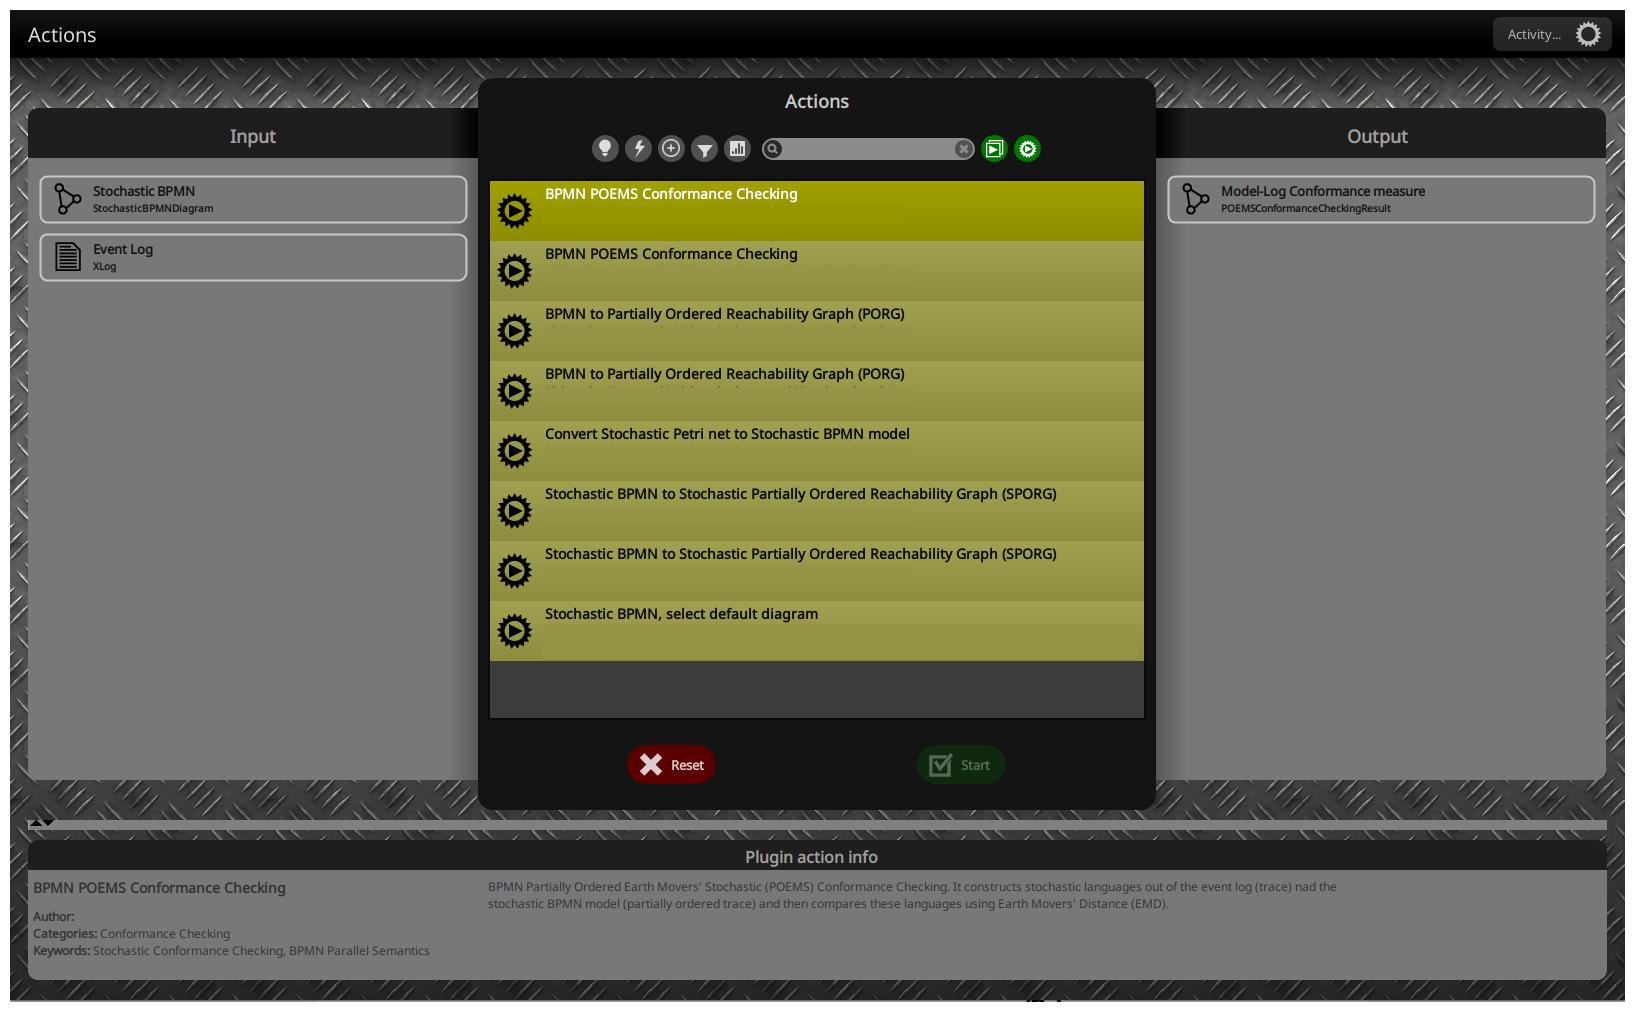 Actions
Activity...
Actions
Input
Output
Stochastic BPMN
StochasticBPMNDiagram
Event Log
XLog
BPMN POEMS Conformance Checking
BPMN POEMS Conformance Checking
BPMN to Partially Ordered Reachability Graph (PORG)
BPMN to Partially Ordered Reachability Graph (PORG)
Convert Stochastic Petri net to Stochastic BPMN model
Stochastic BPMN to Stochastic Partially Ordered Reachability Graph (SPORG)
Stochastic BPMN to Stochastic Partially Ordered Reachability Graph (SPORG)
Stochastic BPMN, select default diagram
Model-Log Conformance measure
POEMSConformanceCheckingResult
Reset
Start
Plugin action info
BPMN POEMS Conformance Checking
Author:
Categories: Conformance Checking
Keywords: Stochastic Conformance Checking, BPMN Parallel Semantics
BPMN Partially Ordered Earth Movers' Stochastic (POEMS) Conformance Checking. It constructs stochastic languages out of the event log (trace) nad the
stochastic BPMN model (partially ordered trace) and then compares these languages using Earth Movers' Distance (EMD).